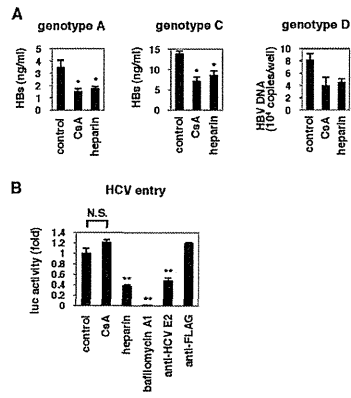 A
genotype A
genotype C
genotype D
HBs (ng/ml)
5
4
3
2
1
0
* *
control
CsA
heparin
HBs (ng/ml)
15
10
5
0
* *
control
CsA
heparin
HBV DNA
(10⁴ copies/well)
10
8
6
4
2
0
control
CsA
heparin
B
HCV entry
N.S.
luc activity (fold)
1.4
1.2
1
0.8
0.6
0.4
0.2
0
** ** **
control
CsA
heparin
bafilomycin A1
anti-HCV E2
anti-FLAG